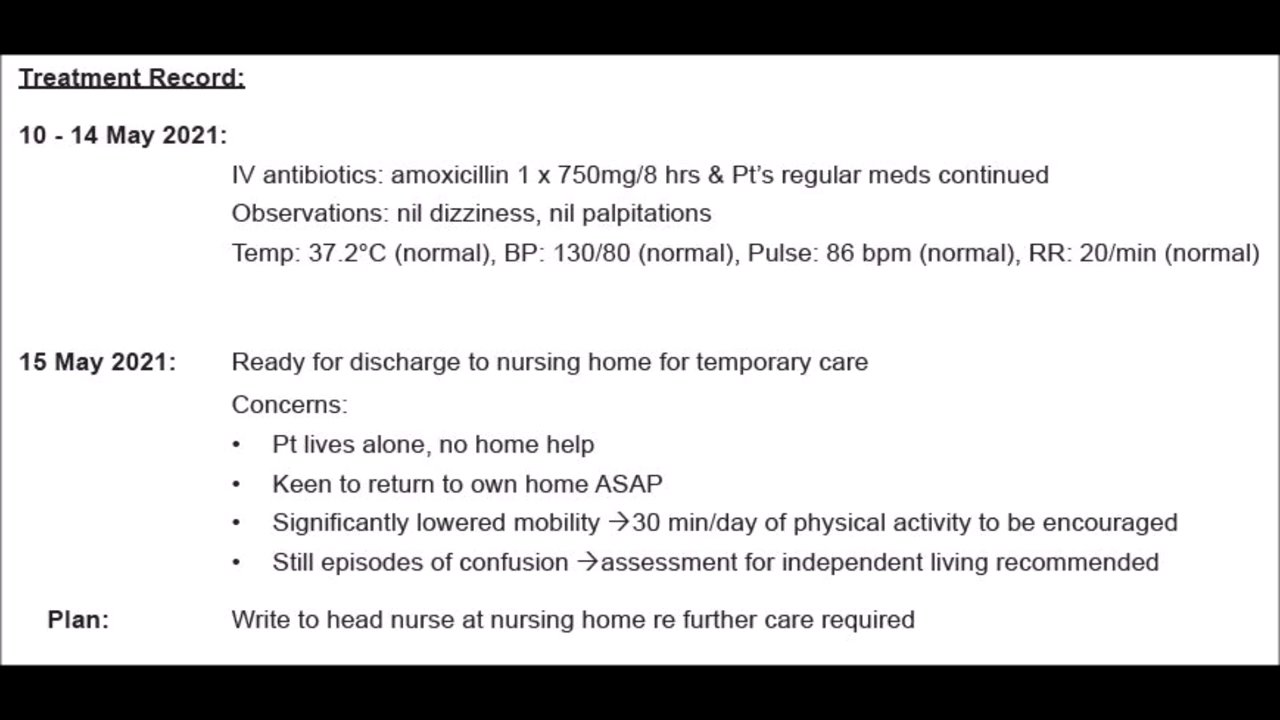 Treatment Record:
10 - 14 May 2021:
IV antibiotics: amoxicillin 1 x 750mg/8 hrs & Pt’s regular meds continued
Observations: nil dizziness, nil palpitations
Temp: 37.2°C (normal), BP: 130/80 (normal), Pulse: 86 bpm (normal), RR: 20/min (normal)
15 May 2021: Ready for discharge to nursing home for temporary care
Concerns:
• Pt lives alone, no home help
• Keen to return to own home ASAP
• Significantly lowered mobility →30 min/day of physical activity to be encouraged
• Still episodes of confusion →assessment for independent living recommended
Plan: Write to head nurse at nursing home re further care required